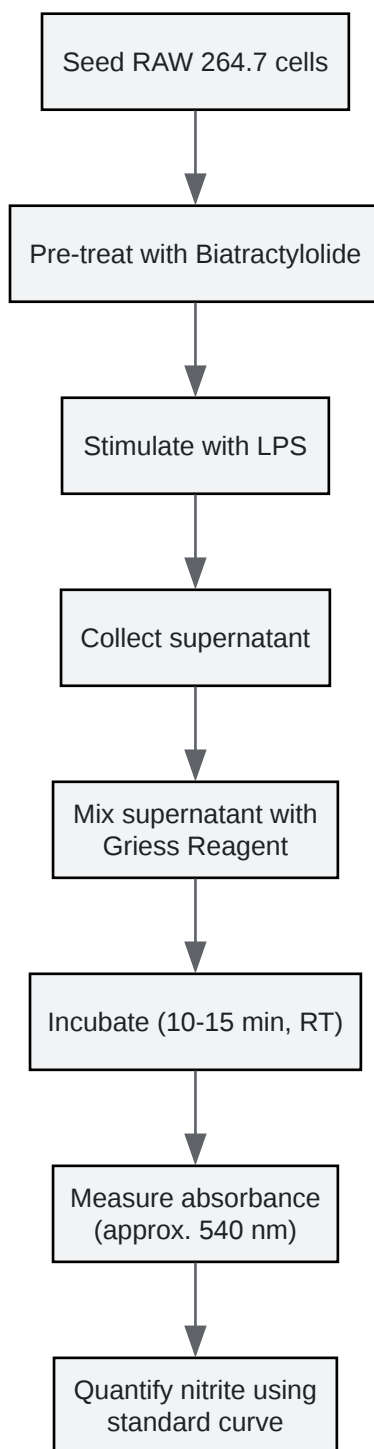 Seed RAW 264.7 cells
Pre-treat with Biatractylolide
Stimulate with LPS
Collect supernatant
Mix supernatant with
Griess Reagent
Incubate (10-15 min, RT)
Measure absorbance
(approx. 540 nm)
Quantify nitrite using
standard curve